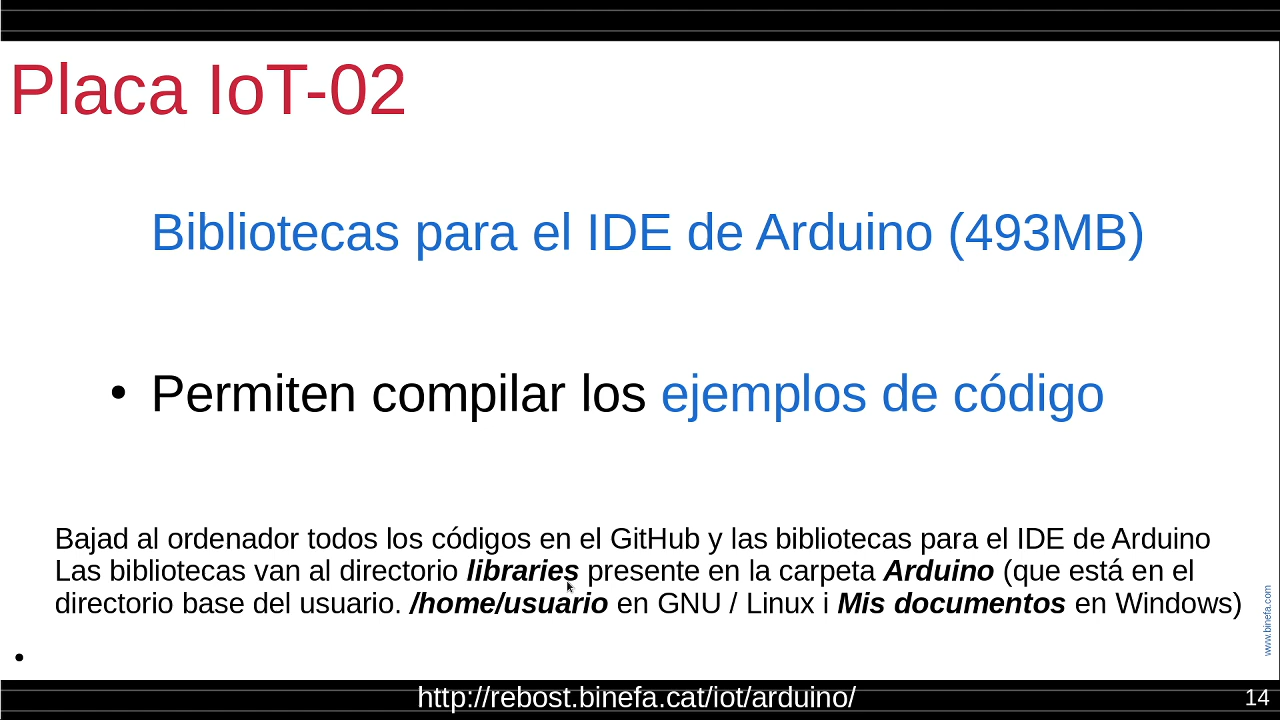 Placa IoT-02
Bibliotecas para el IDE de Arduino (493MB)
• Permiten compilar los ejemplos de código
Bajad al ordenador todos los códigos en el GitHub y las bibliotecas para el IDE de Arduino
Las bibliotecas van al directorio libraries presente en la carpeta Arduino (que está en el
directorio base del usuario. /home/usuario en GNU / Linux i Mis documentos en Windows)
•
www.binefa.com
http://rebost.binefa.cat/iot/arduino/
14